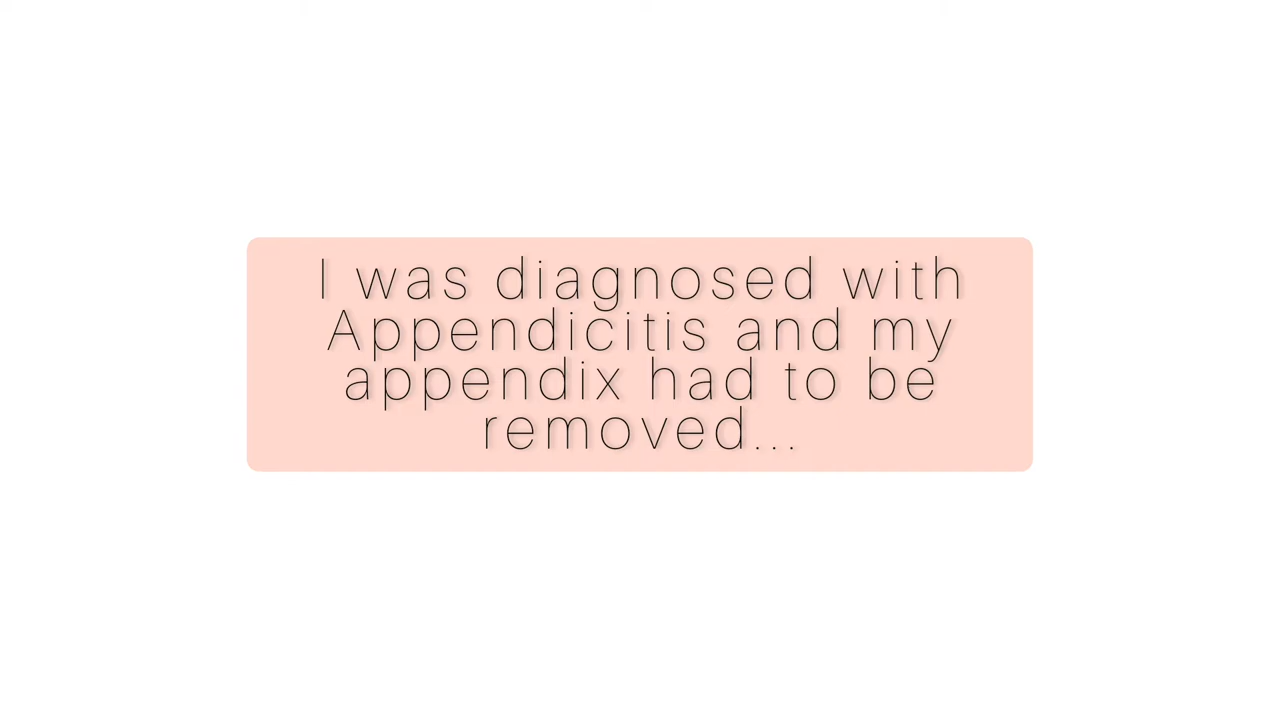 I was diagnosed with
Appendicitis and my
appendix had to be
removed...